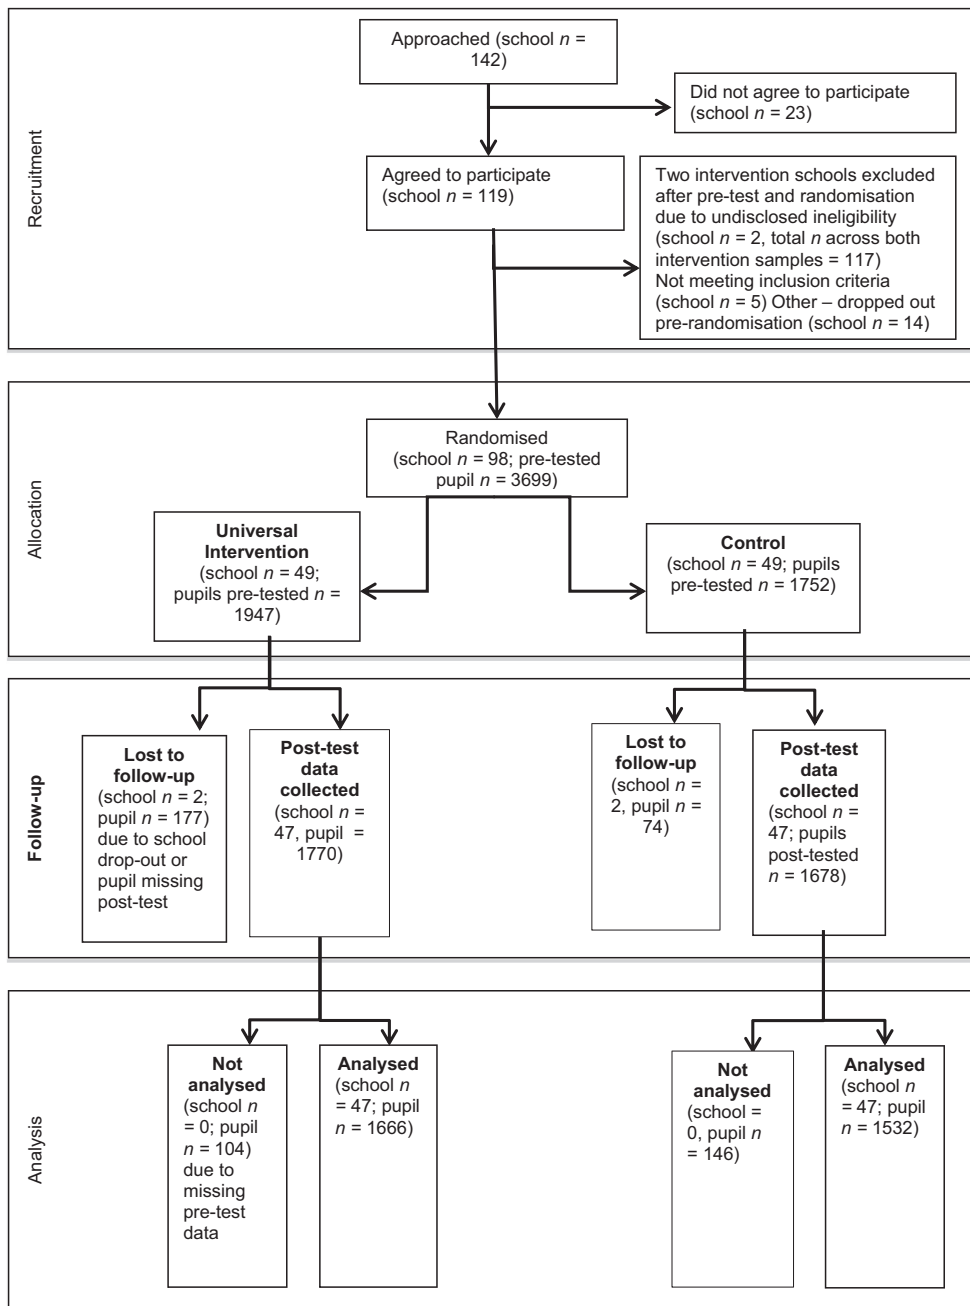 Recruitment
Approached (school n =
142)
Did not agree to participate
(school n = 23)
Agreed to participate
(school n = 119)
Two intervention schools excluded
after pre-test and randomisation
due to undisclosed ineligibility
(school n = 2, total n across both
intervention samples = 117)
Not meeting inclusion criteria
(school n = 5) Other – dropped out
pre-randomisation (school n = 14)
Allocation
Randomised
(school n = 98; pre-tested
pupil n = 3699)
Universal
Intervention
(school n = 49;
pupils pre-tested n =
1947)
Control
(school n = 49; pupils
pre-tested n = 1752)
Follow-up
Lost to
follow-up
(school n = 2;
pupil n = 177)
due to school
drop-out or
pupil missing
post-test
Post-test
data
collected
(school n =
47, pupil =
1770)
Lost to
follow-up
(school n =
2, pupil n =
74)
Post-test
data
collected
(school n =
47; pupils
post-tested
n = 1678)
Analysis
Not
analysed
(school n
= 0; pupil
n = 104)
due to
missing
pre-test
data
Analysed
(school n
= 47; pupil
n = 1666)
Not
analysed
(school =
0, pupil n
= 146)
Analysed
(school n
= 47; pupil
n = 1532)